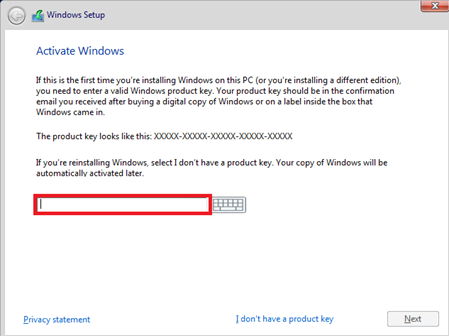 Windows Setup
Activate Windows
If this is the first time you're installing Windows on this PC (or you're installing a different edition),
you need to enter a valid Windows product key. Your product key should be in the confirmation
email you received after buying a digital copy of Windows or on a label inside the box that
Windows came in.
The product key looks like this: XXXXX-XXXXX-XXXXX-XXXXX-XXXXX
If you're reinstalling Windows, select I don't have a product key. Your copy of Windows will be
automatically activated later.
Privacy statement
I don't have a product key
Next